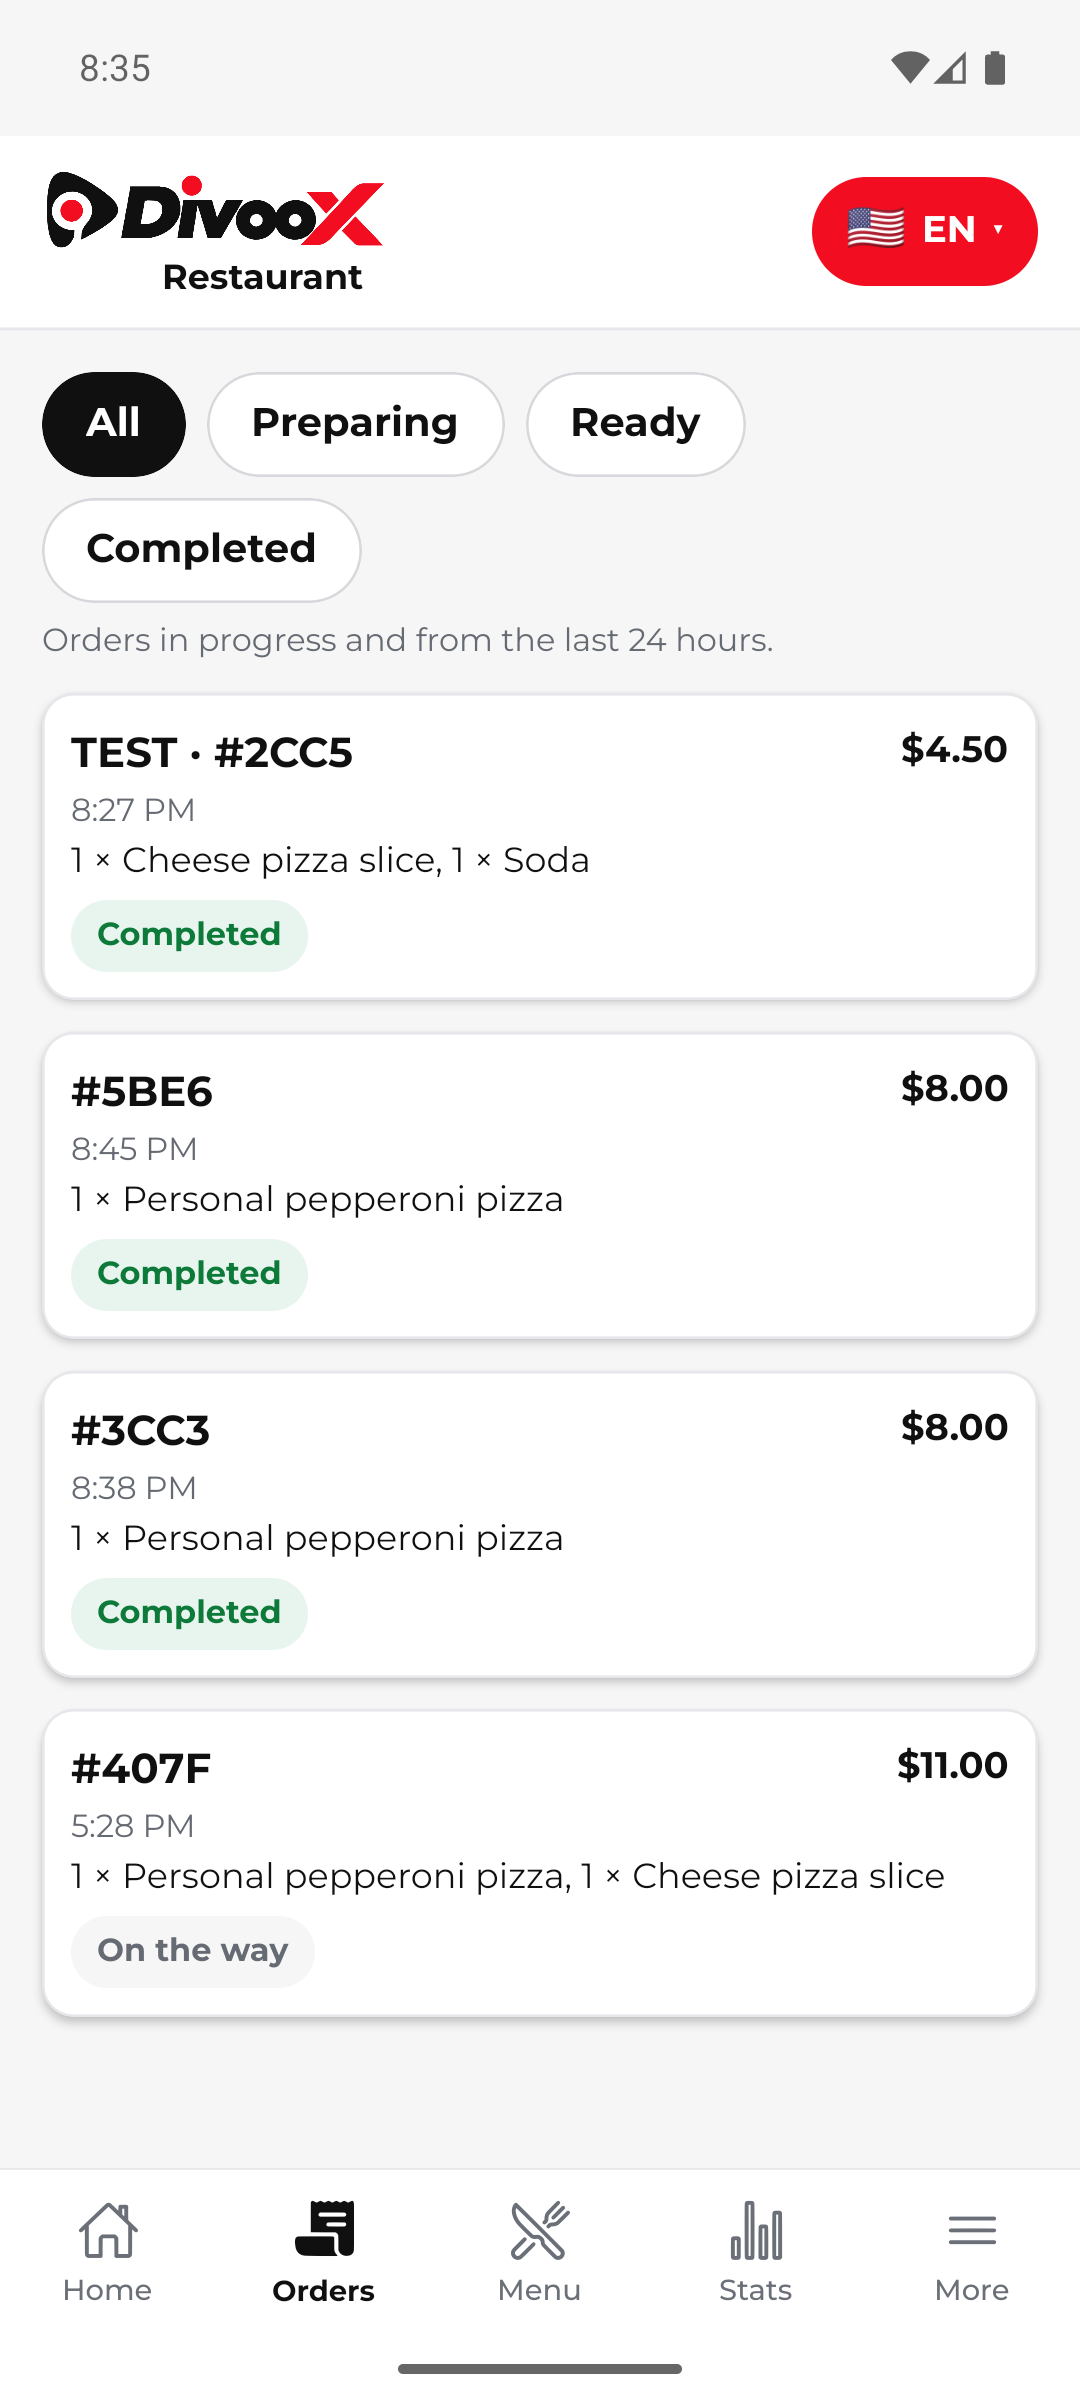 8:35
DivooX
Restaurant
EN
All
Preparing
Ready
Completed
Orders in progress and from the last 24 hours.
TEST · #2CC5
$4.50
8:27 PM
1 × Cheese pizza slice, 1 × Soda
Completed
#5BE6
$8.00
8:45 PM
1 × Personal pepperoni pizza
Completed
#3CC3
$8.00
8:38 PM
1 × Personal pepperoni pizza
Completed
#407F
$11.00
5:28 PM
1 × Personal pepperoni pizza, 1 × Cheese pizza slice
On the way
Home
Orders
Menu
Stats
More